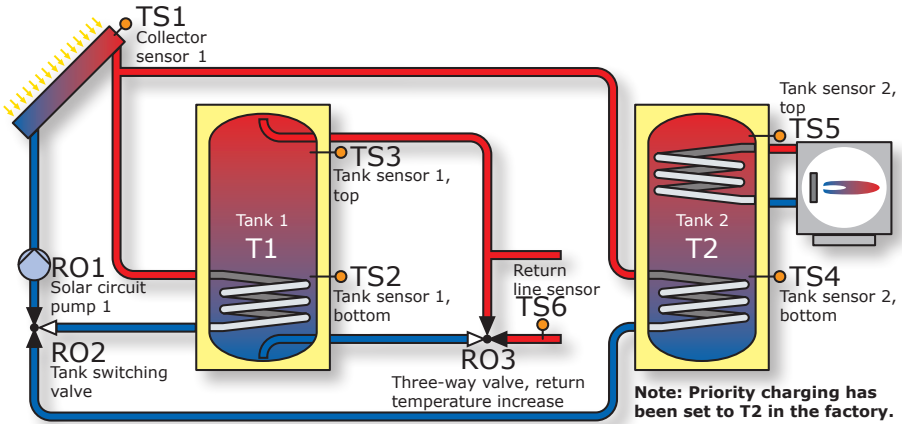 TS1
Collector
sensor 1
Tank sensor 2,
top
TS5
TS3
Tank sensor 1,
top
Tank 1
T1
Tank 2
T2
RO1
Solar circuit
pump 1
TS2
Tank sensor 1,
bottom
Return
line sensor
TS6
TS4
Tank sensor 2,
bottom
RO2
Tank switching
valve
RO3
Three-way valve, return
temperature increase
Note: Priority charging has
been set to T2 in the factory.